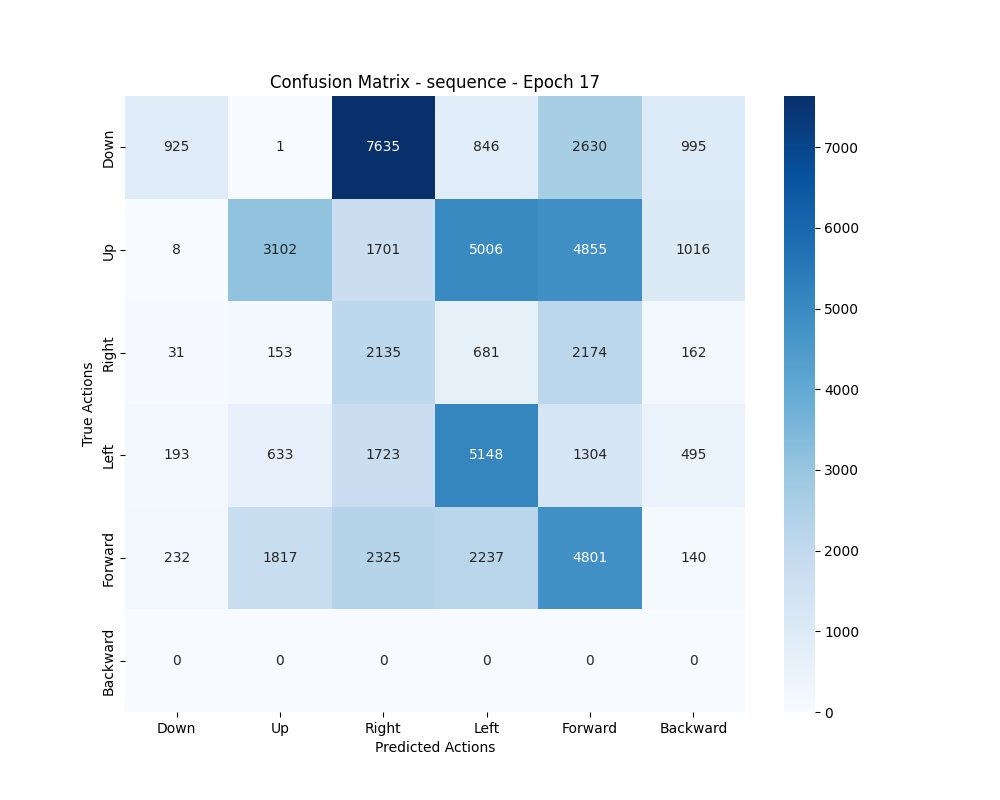 Confusion Matrix - sequence - Epoch 17
Down 925 1 7635 846 2630 995
Up 8 3102 1701 5006 4855 1016
Right 31 153 2135 681 2174 162
Left 193 633 1723 5148 1304 495
Forward 232 1817 2325 2237 4801 140
Backward 0 0 0 0 0 0
Down Up Right Left Forward Backward
Predicted Actions
True Actions
7000
6000
5000
4000
3000
2000
1000
0